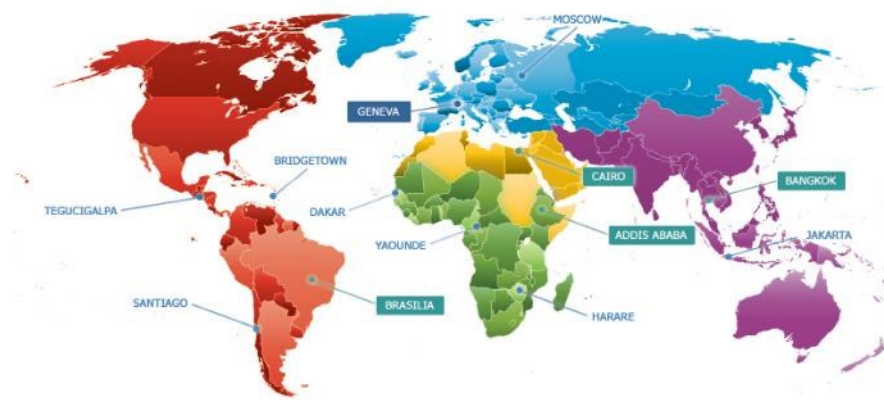 MOSCOW
GENEVA
BRIDGETOWN
CAIRO
BANGKOK
TEGUCIGALPA
DAKAR
YAOUNDE
ADDIS ABABA
JAKARTA
SANTIAGO
BRASILIA
HARARE